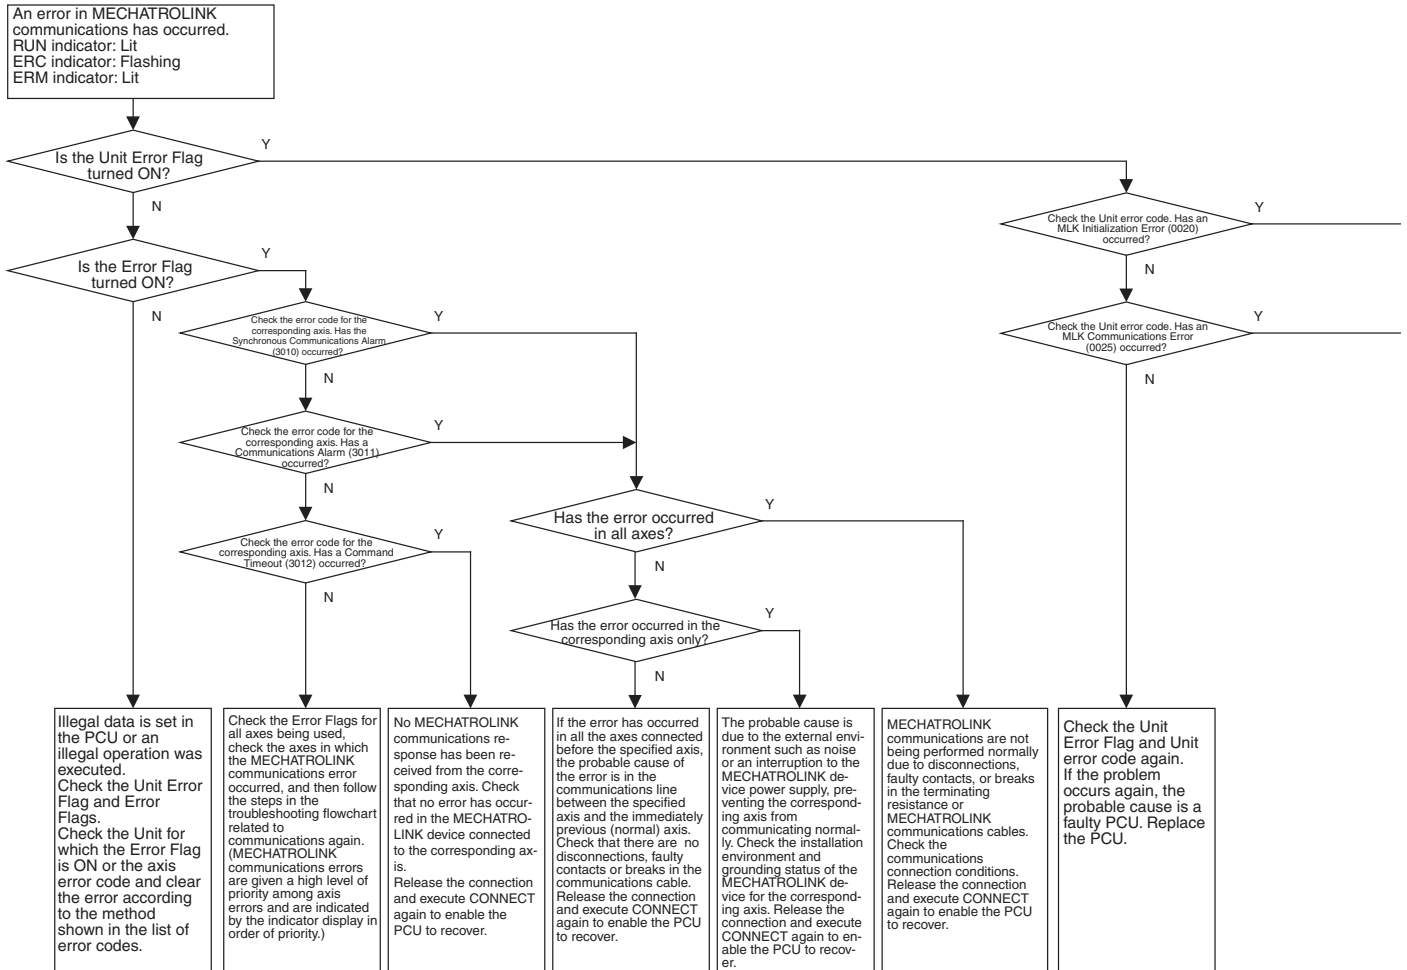 An error in MECHATROLINK
communications has occurred.
RUN indicator: Lit
ERC indicator: Flashing
ERM indicator: Lit
Y
Is the Unit Error Flag
turned ON?
N
Y
Check the Unit error code. Has an
MLK Initialization Error (0020)
occurred?
N
Y
Is the Error Flag
turned ON?
N
Y
Check the error code for the
corresponding axis. Has the
Synchronous Communications Alarm
(3010) occurred?
N
Y
Check the Unit error code. Has an
MLK Communications Error
(0025) occurred?
N
Y
Check the error code for the
corresponding axis. Has a
Communications Alarm (3011)
occurred?
N
Y
Has the error occurred
in all axes?
N
Y
Check the error code for the
corresponding axis. Has a Command
Timeout (3012) occurred?
N
Y
Has the error occurred in the
corresponding axis only?
N
Illegal data is set in
the PCU or an
illegal operation was
executed.
Check the Unit Error
Flag and Error
Flags.
Check the Unit for
which the Error Flag
is ON or the axis
error code and clear
the error according
to the method
shown in the list of
error codes.
Check the Error Flags for
all axes being used,
check the axes in which
the MECHATROLINK
communications error
occurred, and then follow
the steps in the
troubleshooting flowchart
related to
communications again.
(MECHATROLINK
communications errors
are given a high level of
priority among axis
errors and are indicated
by the indicator display in
order of priority.)
No MECHATROLINK
communications re-
sponse has been re-
ceived from the corre-
sponding axis. Check
that no error has occur-
red in the MECHATRO-
LINK device connected
to the corresponding ax-
is.
Release the connection
and execute CONNECT
again to enable the
PCU to recover.
If the error has occurred
in all the axes connected
before the specified axis,
the probable cause of
the error is in the
communications line
between the specified
axis and the immediately
previous (normal) axis.
Check that there are no
disconnections, faulty
contacts or breaks in the
communications cable.
Release the connection
and execute CONNECT
again to enable the PCU
to recover.
The probable cause is
due to the external envi-
ronment such as noise
or an interruption to the
MECHATROLINK de-
vice power supply, pre-
venting the correspond-
ing axis from
communicating normal-
ly. Check the installation
environment and
grounding status of the
MECHATROLINK de-
vice for the correspond-
ing axis. Release the
connection and execute
CONNECT again to en-
able the PCU to recov-
er.
MECHATROLINK
communications are not
being performed normally
due to disconnections,
faulty contacts, or breaks
in the terminating
resistance or
MECHATROLINK
communications cables.
Check the
communications
connection conditions.
Release the connection
and execute CONNECT
again to enable the PCU
to recover.
Check the Unit
Error Flag and Unit
error code again.
If the problem
occurs again, the
probable cause is a
faulty PCU. Replace
the PCU.